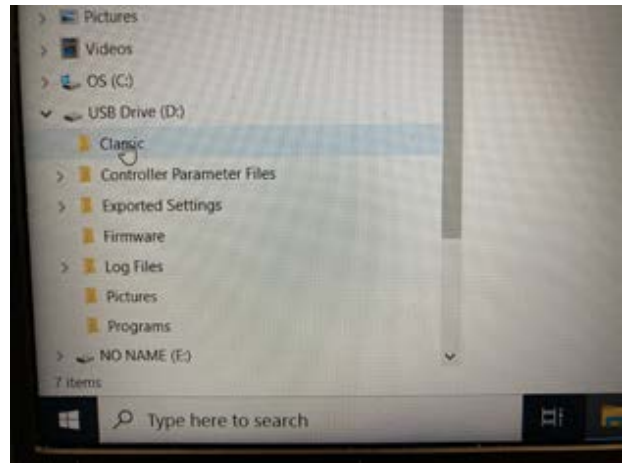 Pictures
Videos
OS (C:)
USB Drive (D:)
Classic
Controller Parameter Files
Exported Settings
Firmware
Log Files
Pictures
Programs
NO NAME (E:)
7 items
Type here to search